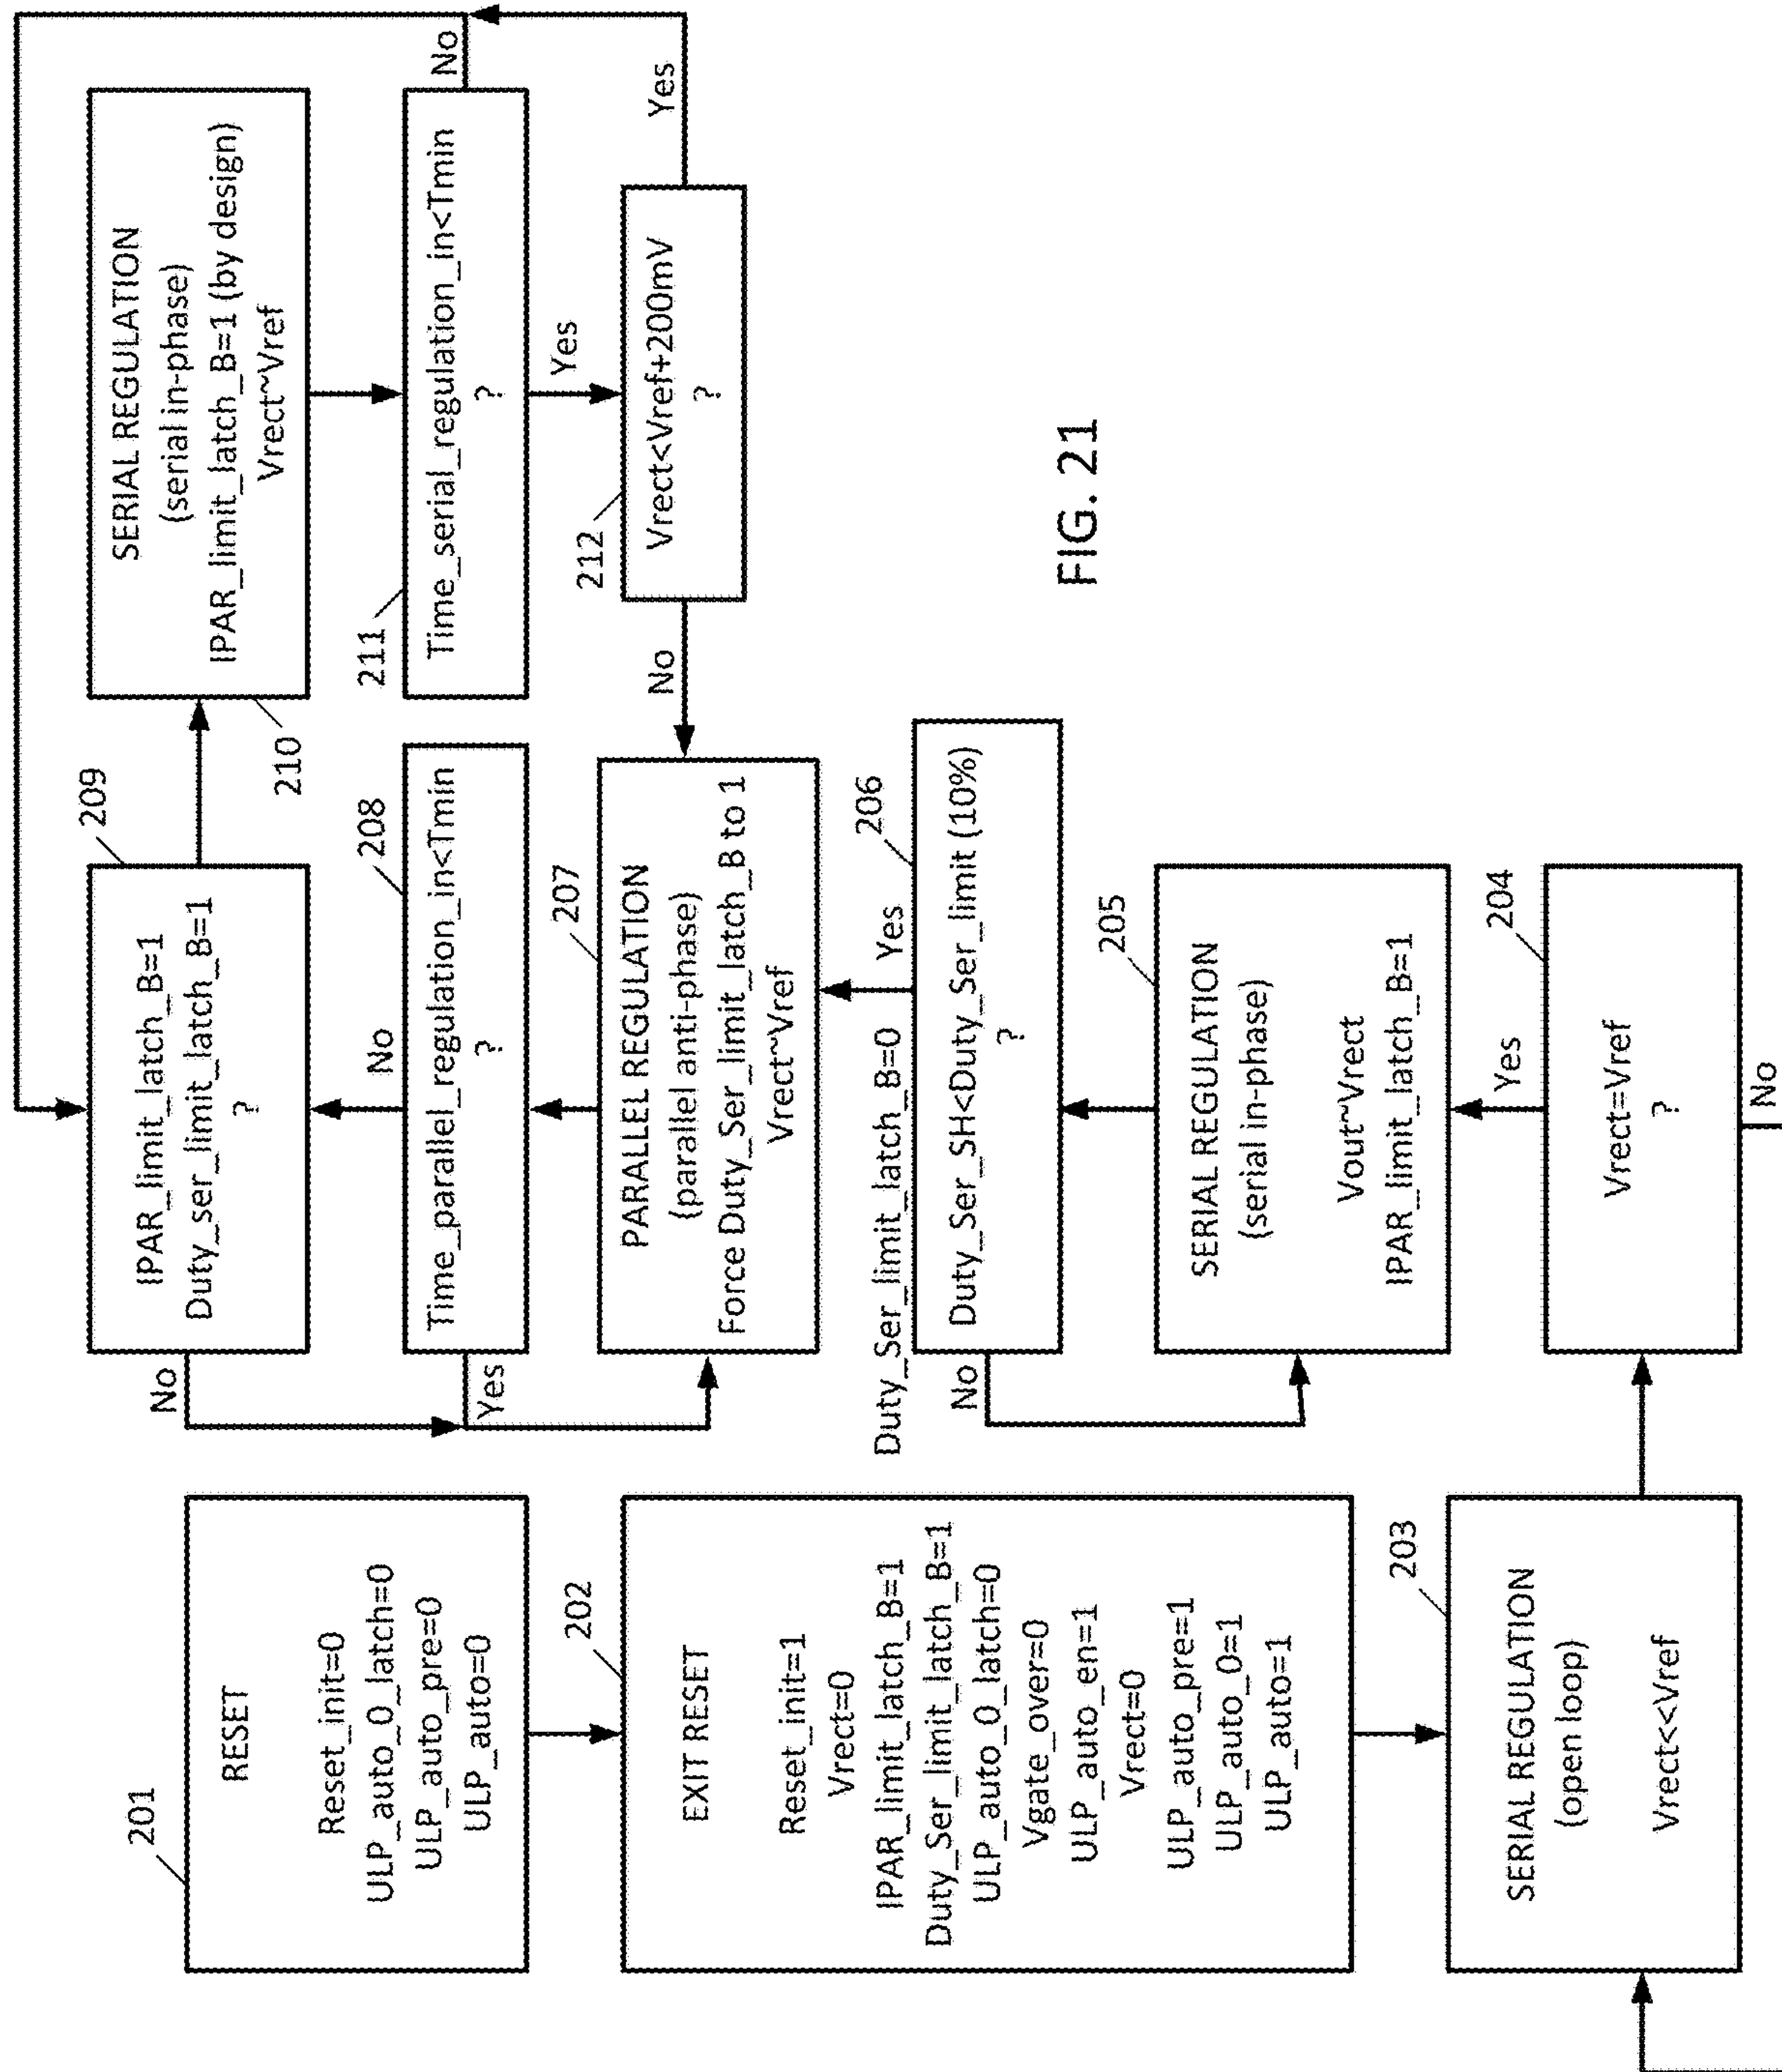 201
RESET
Reset_init=0
ULP_auto_0_latch=0
ULP_auto_pre=0
ULP_auto=0
202
EXIT RESET
Reset_init=1
Vrect=0
IPAR_limit_latch_B=1
Duty_Ser_limit_latch_B=1
ULP_auto_0_latch=0
Vgate_over=0
ULP_auto_en=1
Vrect=0
ULP_auto_pre=1
ULP_auto_0=1
ULP_auto=1
203
SERIAL REGULATION
(open loop)
Vrect<<Vref
204
Vrect=Vref
?
No
Yes
205
SERIAL REGULATION
(serial in-phase)
Vout~Vrect
IPAR_limit_latch_B=1
206
Duty_Ser_SH<Duty_Ser_limit (10%)
?
No
Duty_Ser_limit_latch_B=0
Yes
207
PARALLEL REGULATION
(parallel anti-phase)
Force Duty_Ser_limit_latch_B to 1
Vrect~Vref
208
Time_parallel_regulation_in<Tmin
?
Yes
No
209
IPAR_limit_latch_B=1
Duty_ser_limit_latch_B=1
?
No
210
SERIAL REGULATION
(serial in-phase)
IPAR_limit_latch_B=1 (by design)
Vrect~Vref
211
Time_serial_regulation_in<Tmin
?
No
Yes
212
Vrect<Vref+200mV
?
No
Yes
FIG. 21